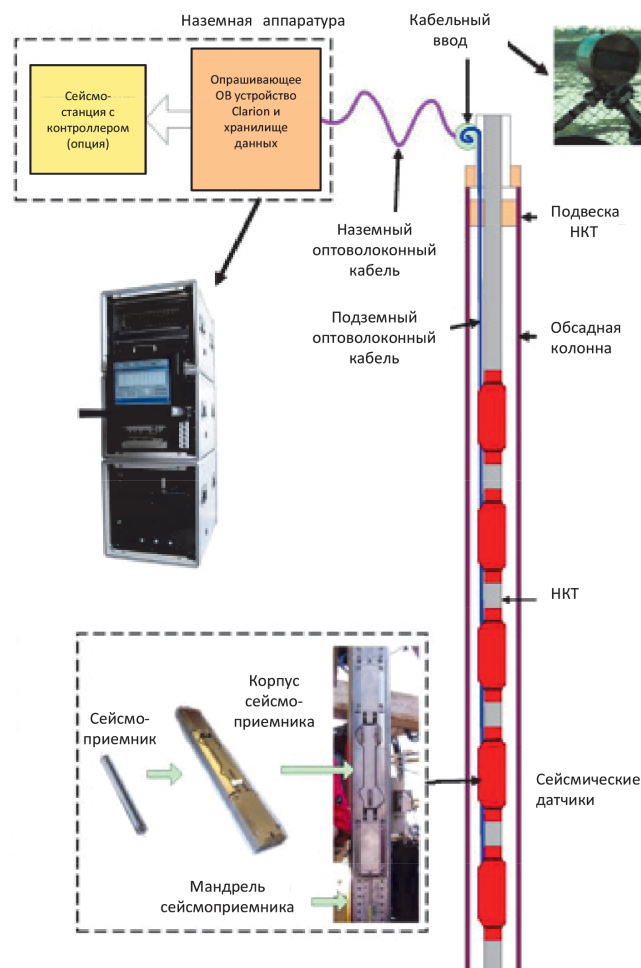 Наземная аппаратура
Кабельный
ввод
Сейсмо-
станция с
контроллером
(опция)
Опрашивающее
ОВ устройство
Clarion и
хранилище
данных
Наземный
оптоволоконный
кабель
Подвеска
НКТ
Подземный
оптоволоконный
кабель
Обсадная
колонна
НКТ
Корпус
сейсмо-
приемника
Сейсмо-
приемник
Сейсмические
датчики
Мандрель
сейсмоприемника